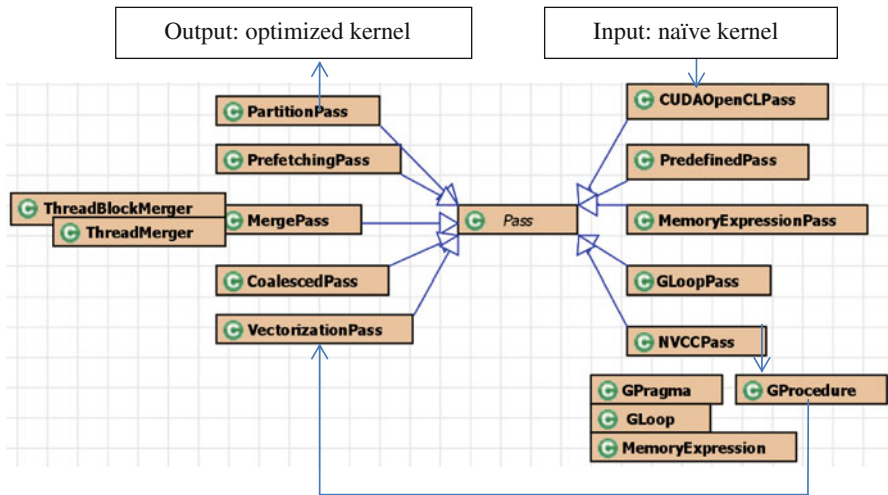 Output: optimized kernel
Input: naïve kernel
C PartitionPass
C CUDAOpenCLPass
C PrefetchingPass
C PredefinedPass
C ThreadBlockMerger
C ThreadMerger
C MergePass
C Pass
C MemoryExpressionPass
C CoalescedPass
C GLoopPass
C VectorizationPass
C NVCCPass
C GPragma
C GProcedure
C GLoop
C MemoryExpression